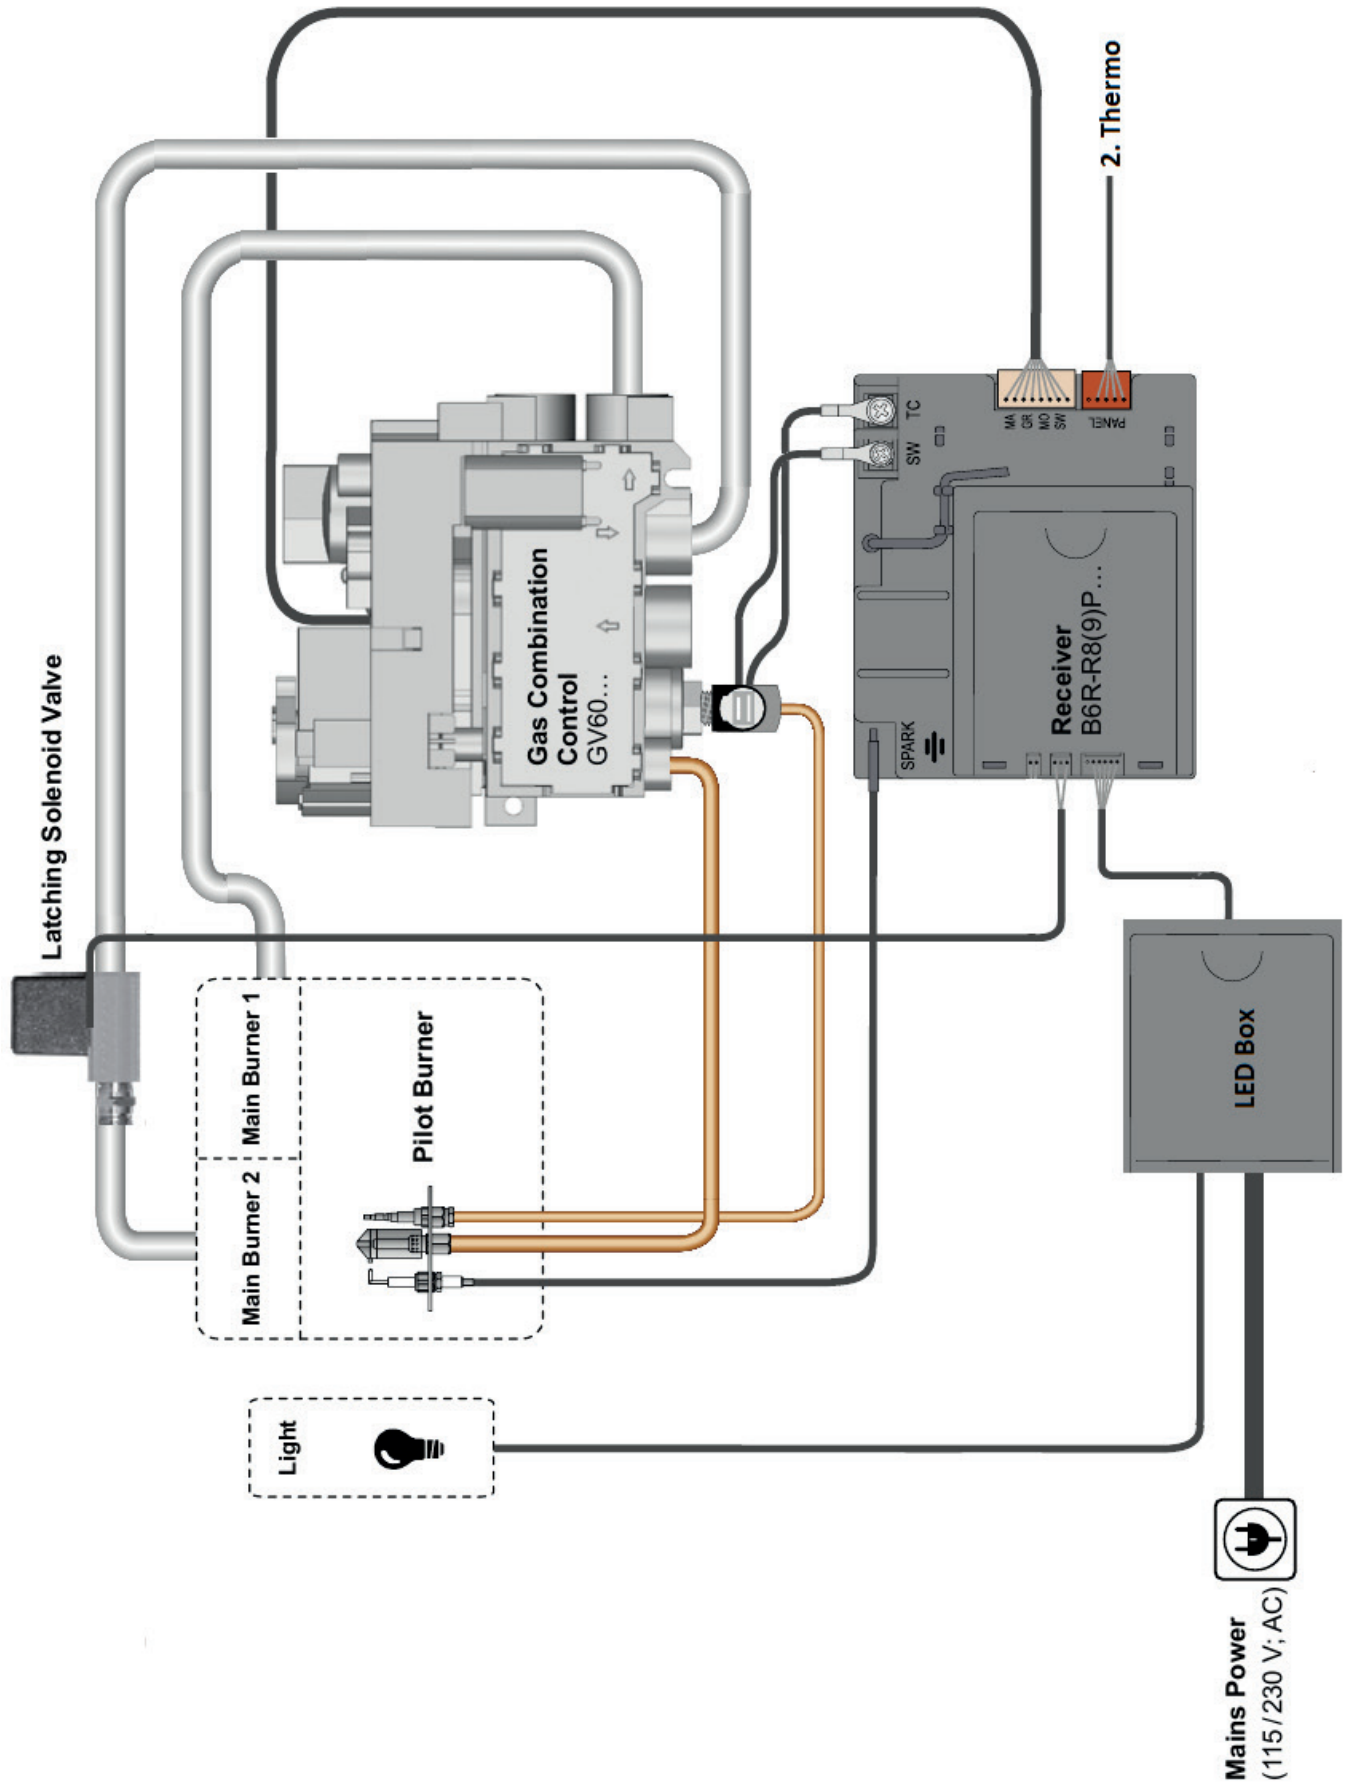 Latching Solenoid Valve
Main Burner 2
Main Burner 1
Pilot Burner
Light
Gas Combination
Control
GV60...
SPARK
SW
TC
MA
GR
MO
SW
PANEL
2. Thermo
Receiver
B6R-R8(9)P...
LED Box
Mains Power
(115/230 V; AC)